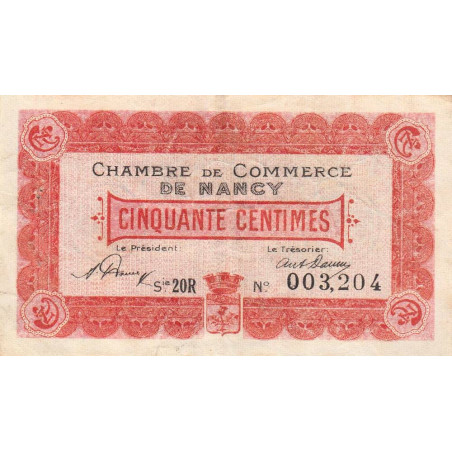 CHAMBRE DE COMMERCE
DE NANCY
CINQUANTE CENTIMES
Le Président: Le Trésorier:
Sie 20R No 003,204